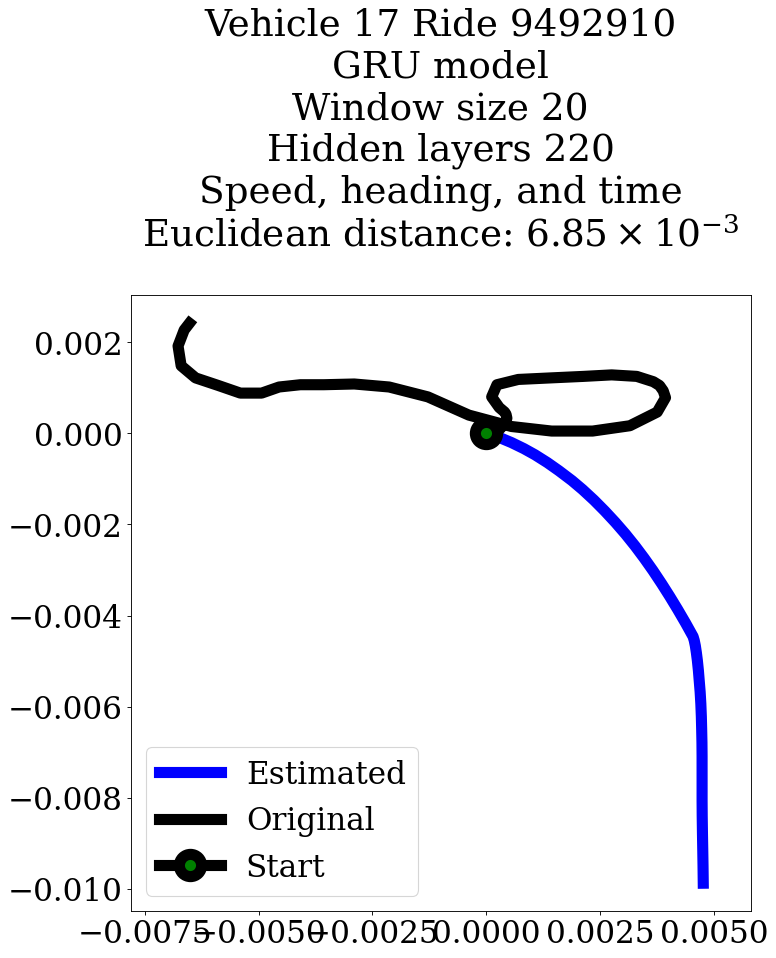 Vehicle 17 Ride 9492910
GRU model
Window size 20
Hidden layers 220
Speed, heading, and time
Euclidean distance: 6.85 × 10⁻³
0.002
0.000
−0.002
−0.004
−0.006
−0.008
−0.010
Estimated
Original
Start
−0.0075 −0.0050 −0.0025 0.0000 0.0025 0.0050